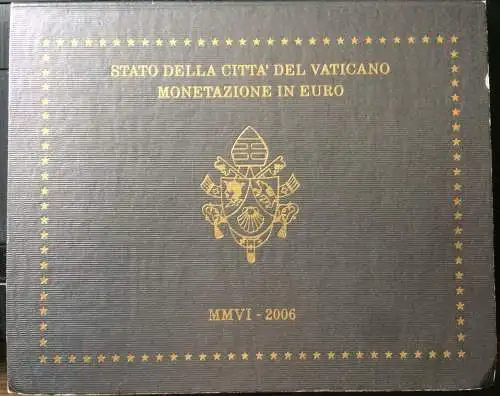 STATO DELLA CITTA' DEL VATICANO
MONETAZIONE IN EURO
MMVI - 2006